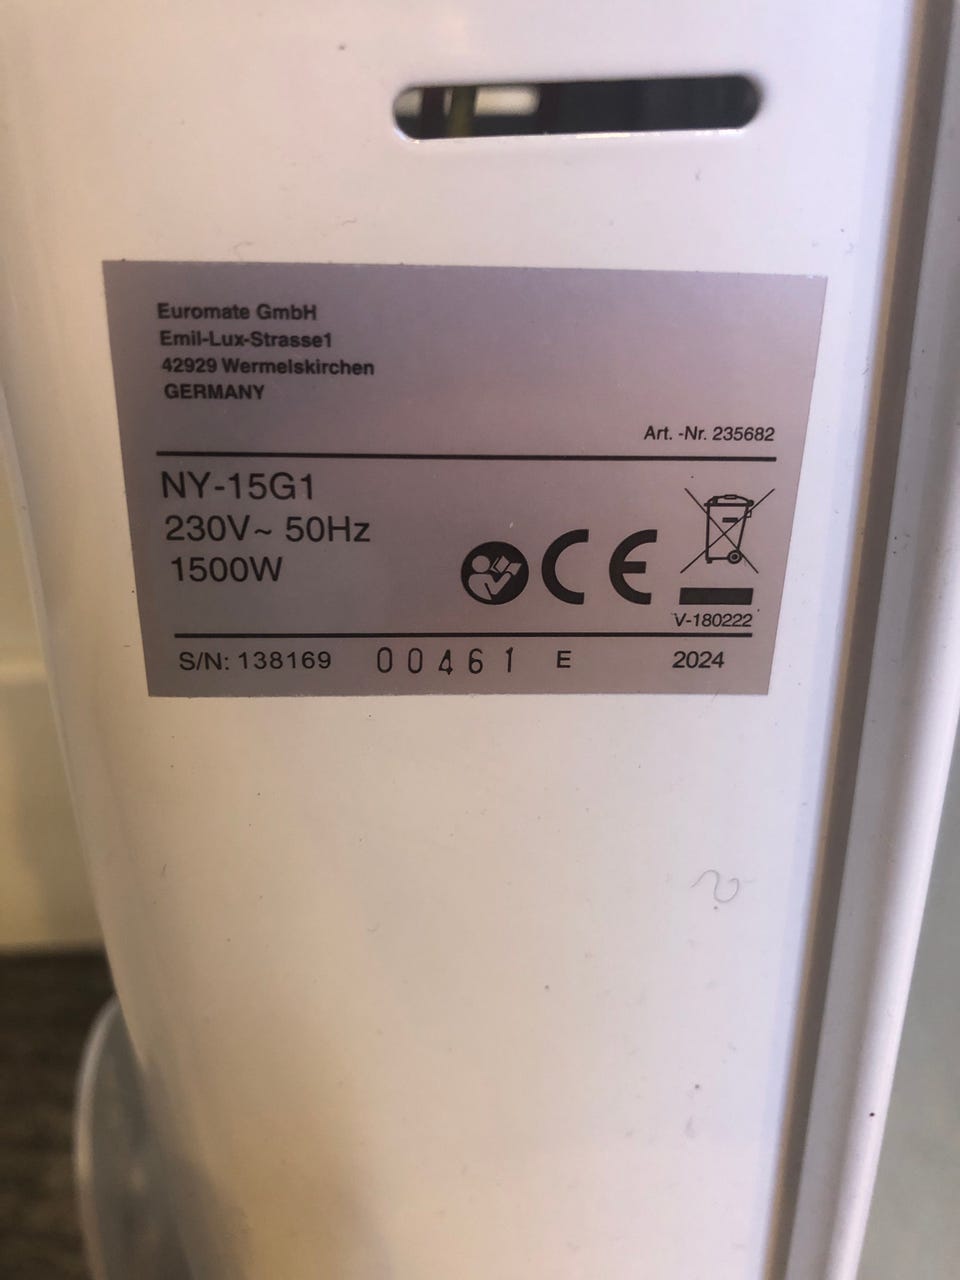 Euromate GmbH
Emil-Lux-Strasse1
42929 Wermelskirchen
GERMANY
Art. -Nr. 235682
NY-15G1
230V~ 50Hz
1500W
CE
V-180222
S/N: 138169 00461 E 2024